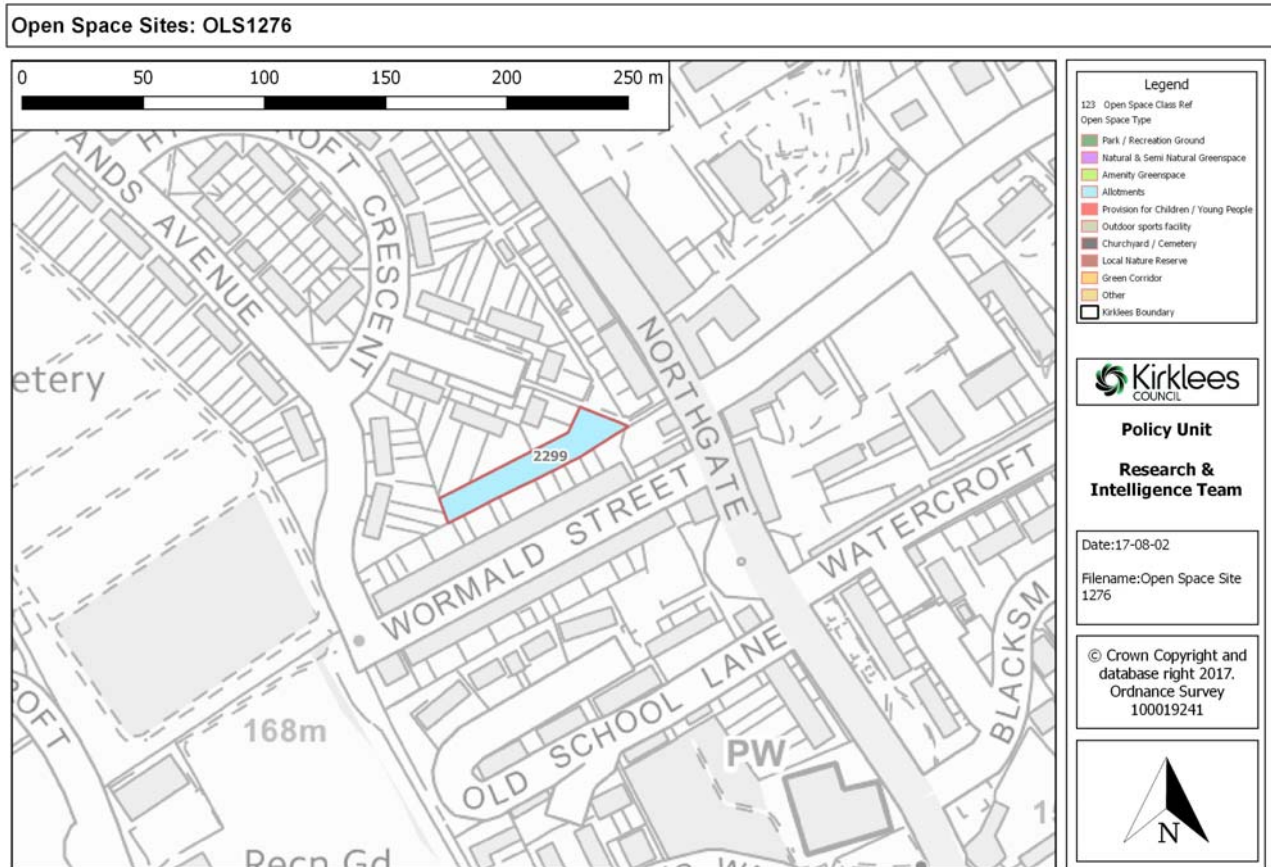 Open Space Sites: OLS1276
0 50 100 150 200 250 m
ANDS AVENUE
OFT CRESCENT
etery
NORTHGATE
2299
WORMALD STREET
WATERCROFT
OLD SCHOOL LANE
BLACKSM
ROFT
168m
PW
Recn Gd
Legend
123 Open Space Class Ref
Open Space Type
Park / Recreation Ground
Natural & Semi Natural Greenspace
Amenity Greenspace
Allotments
Provision for Children / Young People
Outdoor sports facility
Churchyard / Cemetery
Local Nature Reserve
Green Corridor
Other
Kirklees Boundary
Kirklees
COUNCIL
Policy Unit
Research &
Intelligence Team
Date:17-08-02
Filename:Open Space Site
1276
© Crown Copyright and
database right 2017.
Ordnance Survey
100019241
N